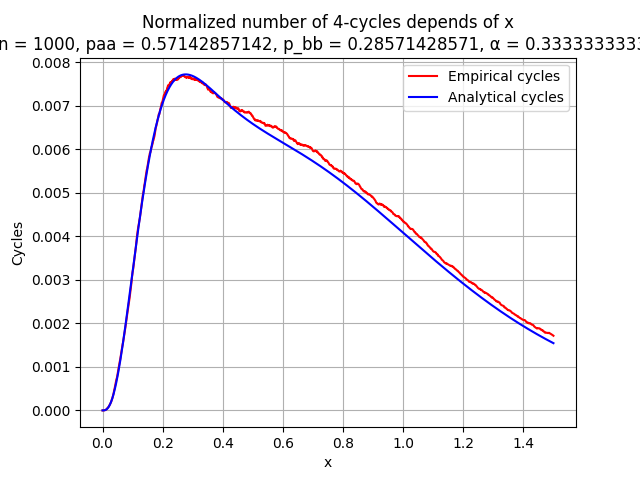 Normalized number of 4-cycles depends of x
n = 1000, paa = 0.57142857142, p_bb = 0.28571428571, α = 0.3333333333
0.008
0.007
0.006
0.005
0.004
0.003
0.002
0.001
0.000
Cycles
Empirical cycles
Analytical cycles
0.0 0.2 0.4 0.6 0.8 1.0 1.2 1.4
x